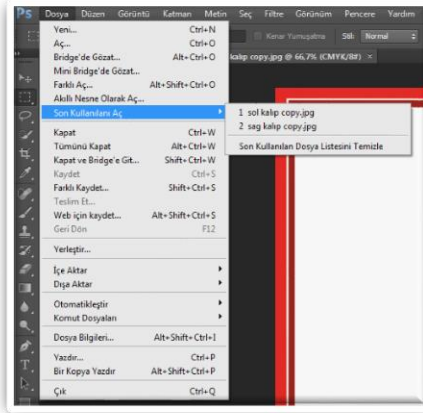 Ps Dosya Düzen Görüntü Katman Metin Seç Filtre Görünüm Pencere Yardım
Kenar Yumuşatma Stil: Normal
kalıp copy.jpg @ 66,7% (CMYK/8#) ×
Yeni... Ctrl+N
Aç... Ctrl+O
Bridge'de Gözat... Alt+Ctrl+O
Mini Bridge'de Gözat...
Farklı Aç... Alt+Shift+Ctrl+O
Akıllı Nesne Olarak Aç...
Son Kullanılanı Aç
1 sol kalıp copy.jpg
2 sag kalıp copy.jpg
Son Kullanılan Dosya Listesini Temizle
Kapat Ctrl+W
Tümünü Kapat Alt+Ctrl+W
Kapat ve Bridge'e Git... Shift+Ctrl+W
Kaydet Ctrl+S
Farklı Kaydet... Shift+Ctrl+S
Teslim Et...
Web için kaydet... Alt+Shift+Ctrl+S
Geri Dön F12
Yerleştir...
İçe Aktar
Dışa Aktar
Otomatikleştir
Komut Dosyaları
Dosya Bilgileri... Alt+Shift+Ctrl+I
Yazdır... Ctrl+P
Bir Kopya Yazdır Alt+Shift+Ctrl+P
Çık Ctrl+Q